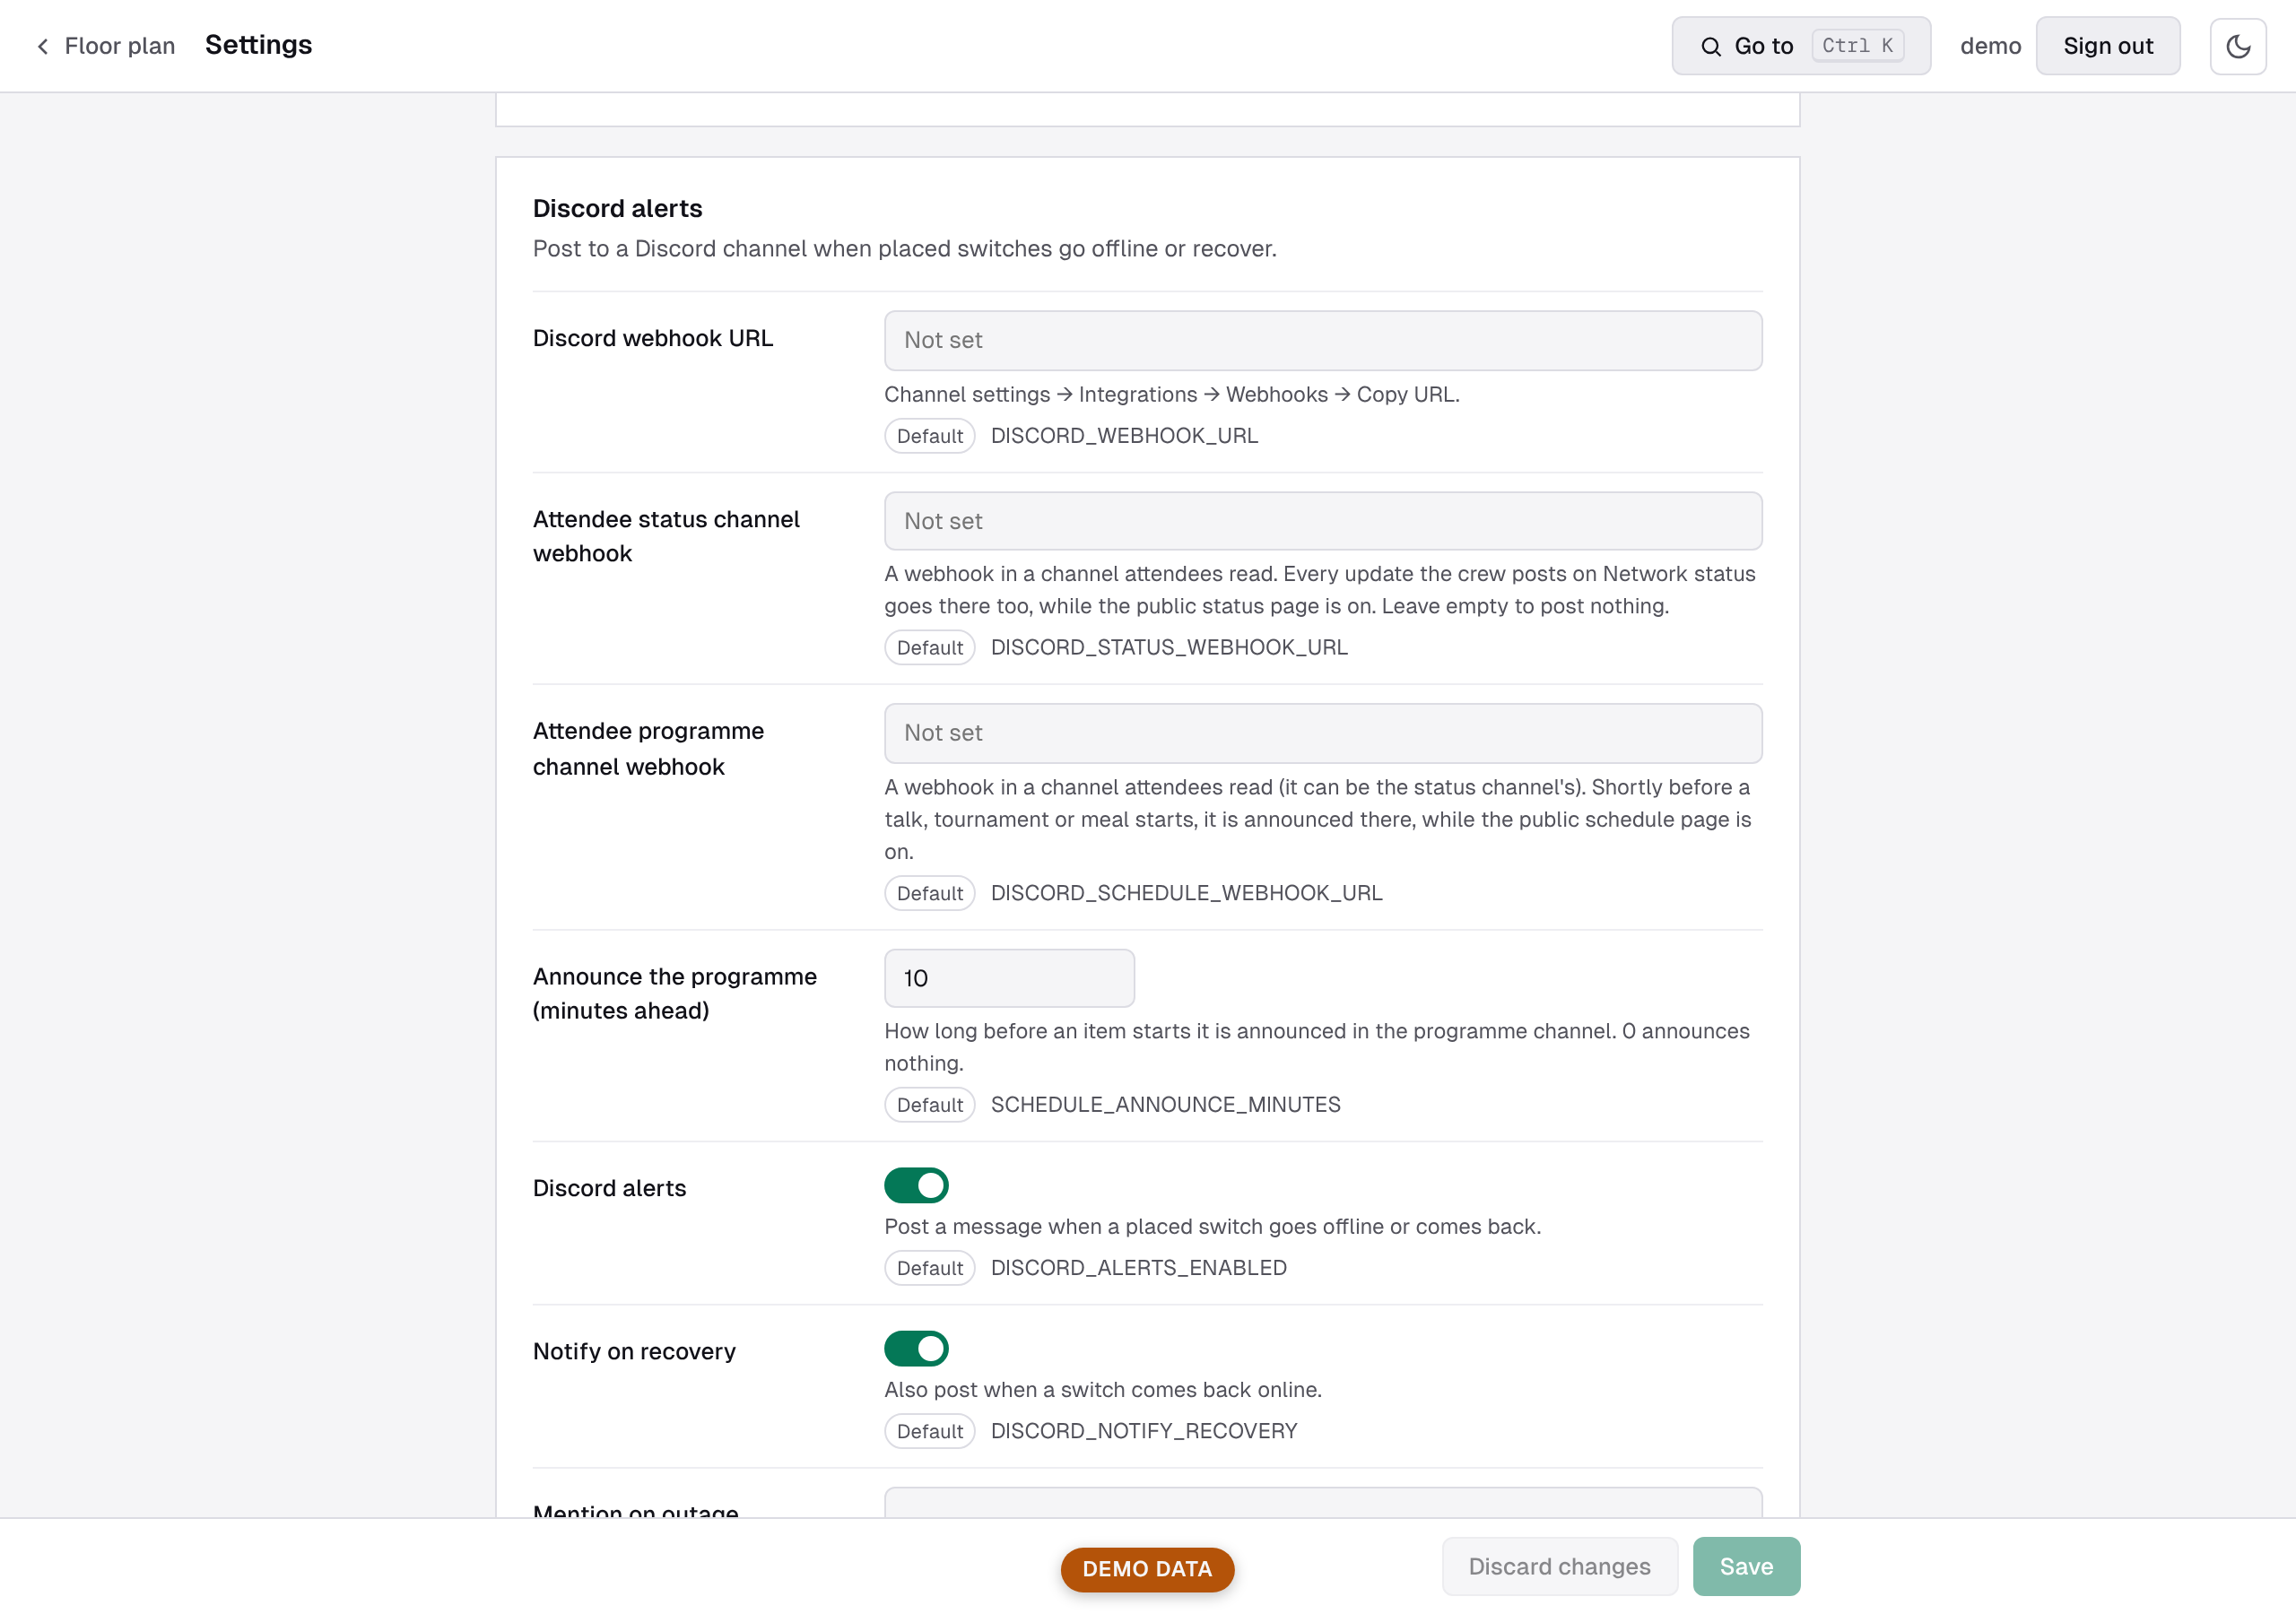 Floor plan
Settings
Go to
Ctrl K
demo
Sign out
Discord alerts
Post to a Discord channel when placed switches go offline or recover.
Discord webhook URL
Not set
Channel settings → Integrations → Webhooks → Copy URL.
Default DISCORD_WEBHOOK_URL
Attendee status channel
webhook
Not set
A webhook in a channel attendees read. Every update the crew posts on Network status
goes there too, while the public status page is on. Leave empty to post nothing.
Default DISCORD_STATUS_WEBHOOK_URL
Attendee programme
channel webhook
Not set
A webhook in a channel attendees read (it can be the status channel's). Shortly before a
talk, tournament or meal starts, it is announced there, while the public schedule page is
on.
Default DISCORD_SCHEDULE_WEBHOOK_URL
Announce the programme
(minutes ahead)
10
How long before an item starts it is announced in the programme channel. 0 announces
nothing.
Default SCHEDULE_ANNOUNCE_MINUTES
Discord alerts
Post a message when a placed switch goes offline or comes back.
Default DISCORD_ALERTS_ENABLED
Notify on recovery
Also post when a switch comes back online.
Default DISCORD_NOTIFY_RECOVERY
Mention on outage
DEMO DATA
Discard changes
Save